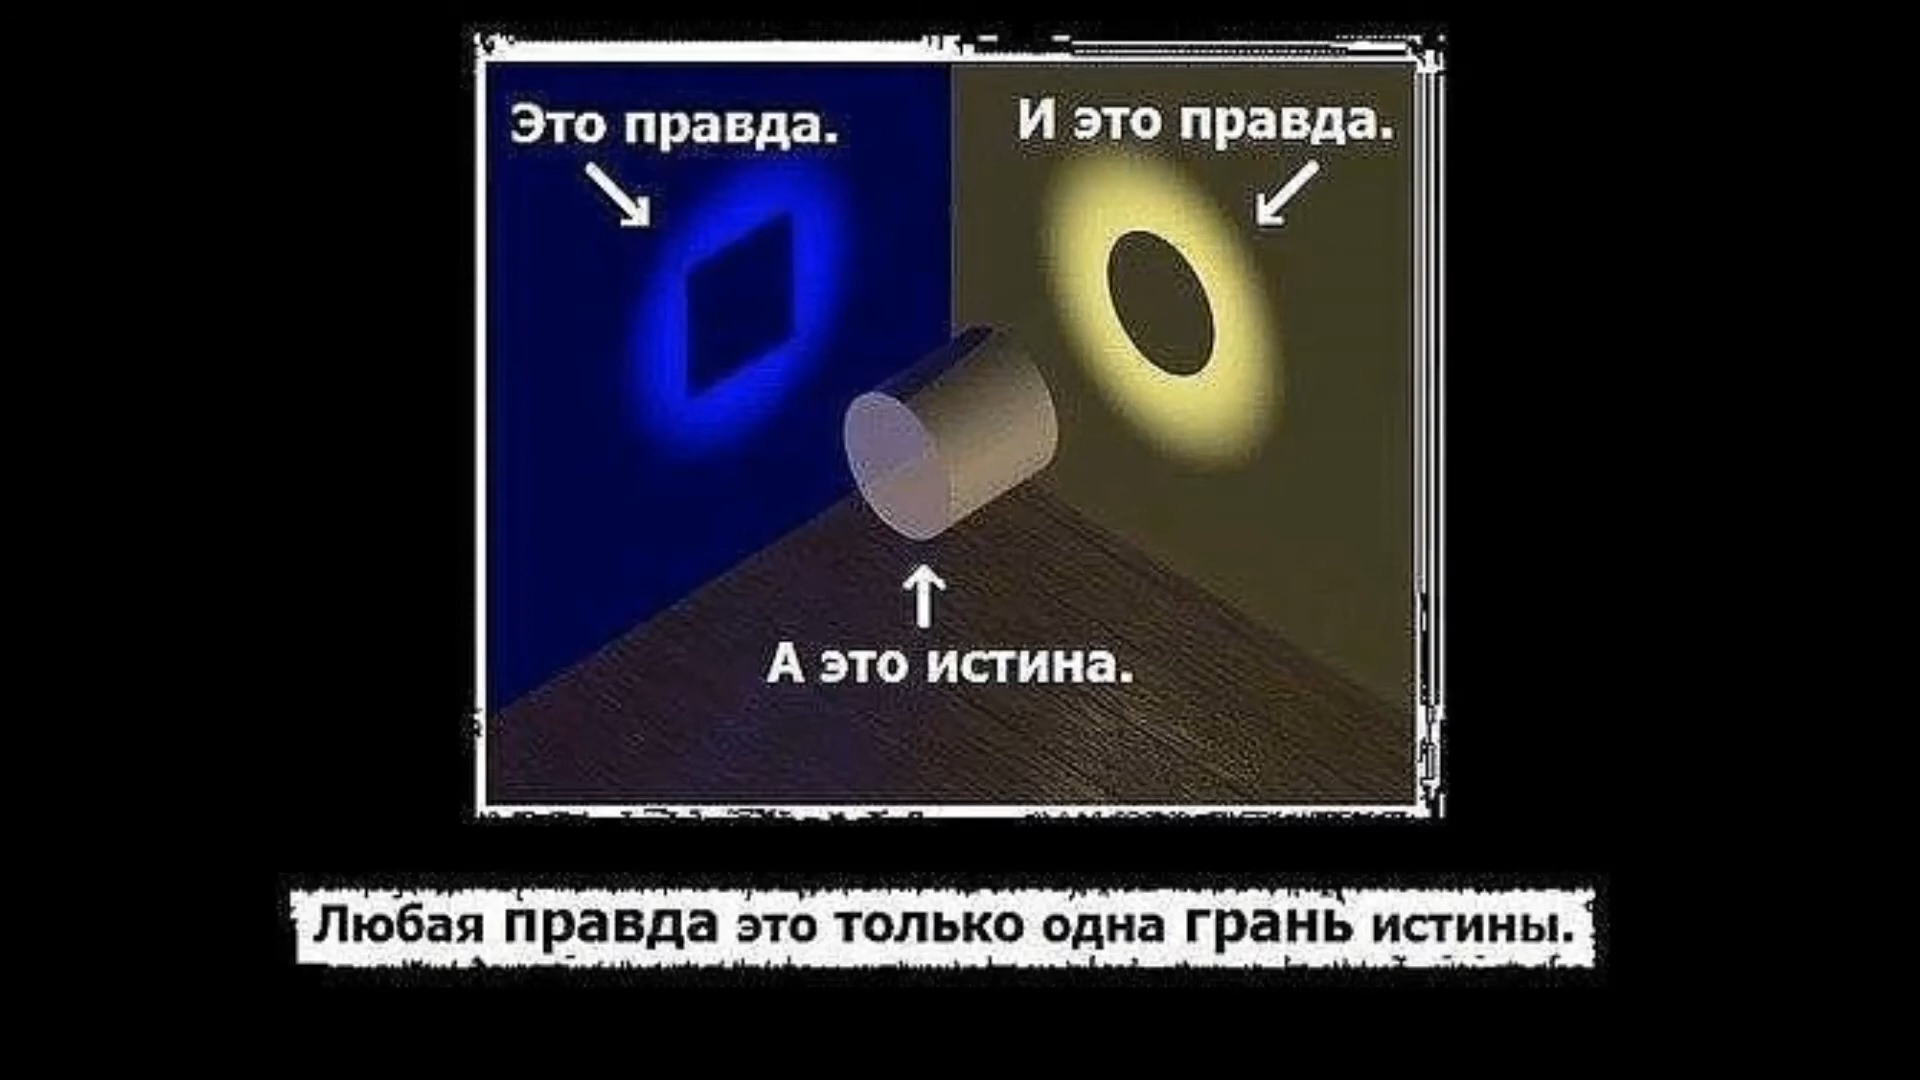 Это правда.
И это правда.
А это истина.
Любая правда это только одна грань истины.